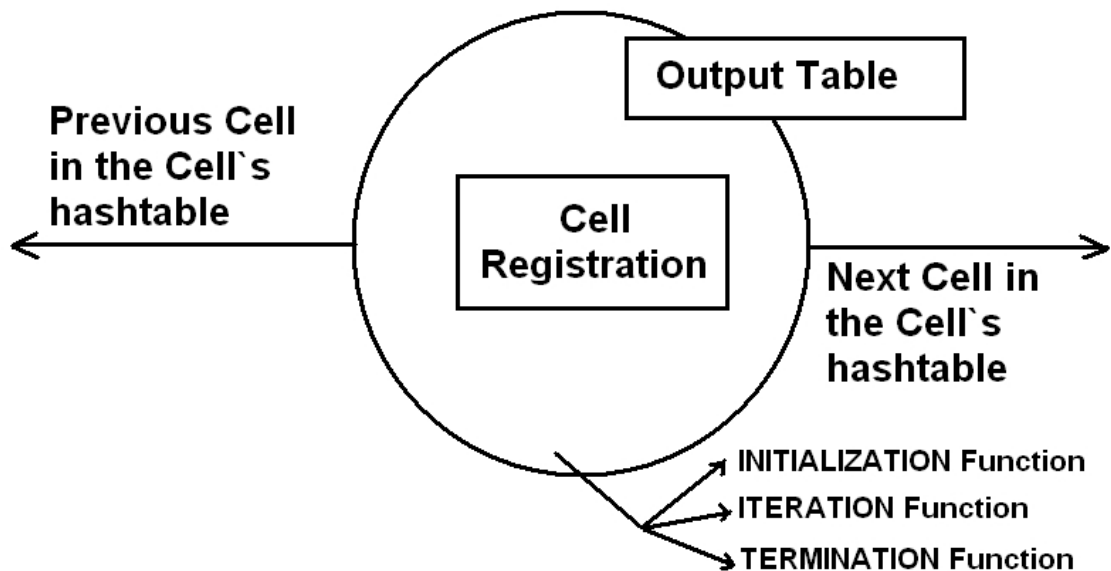 Output Table
Previous Cell
in the Cell`s
hashtable
Cell
Registration
Next Cell in
the Cell`s
hashtable
INITIALIZATION Function
ITERATION Function
TERMINATION Function